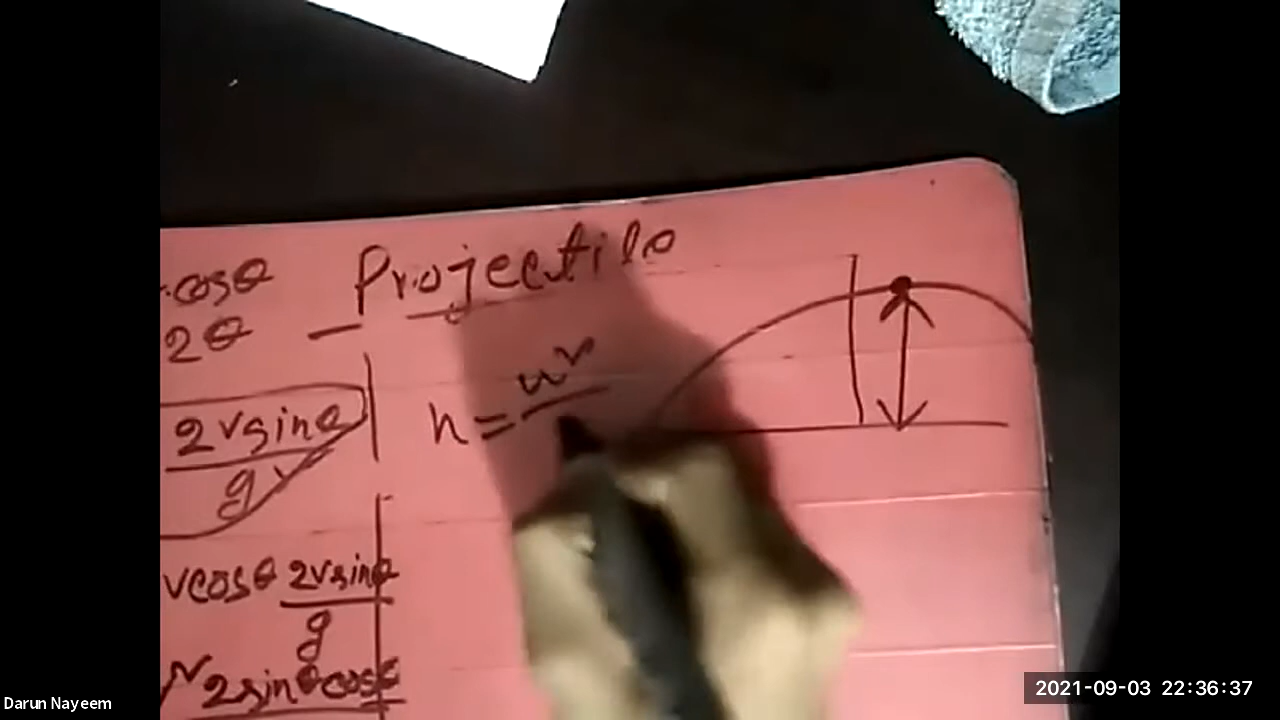 cosθ
2θ — Projectile
2vsinθ
g
h = u²
vcosθ 2vsinθ
g
2sinθcosθ
Darun Nayeem
2021-09-03 22:36:37